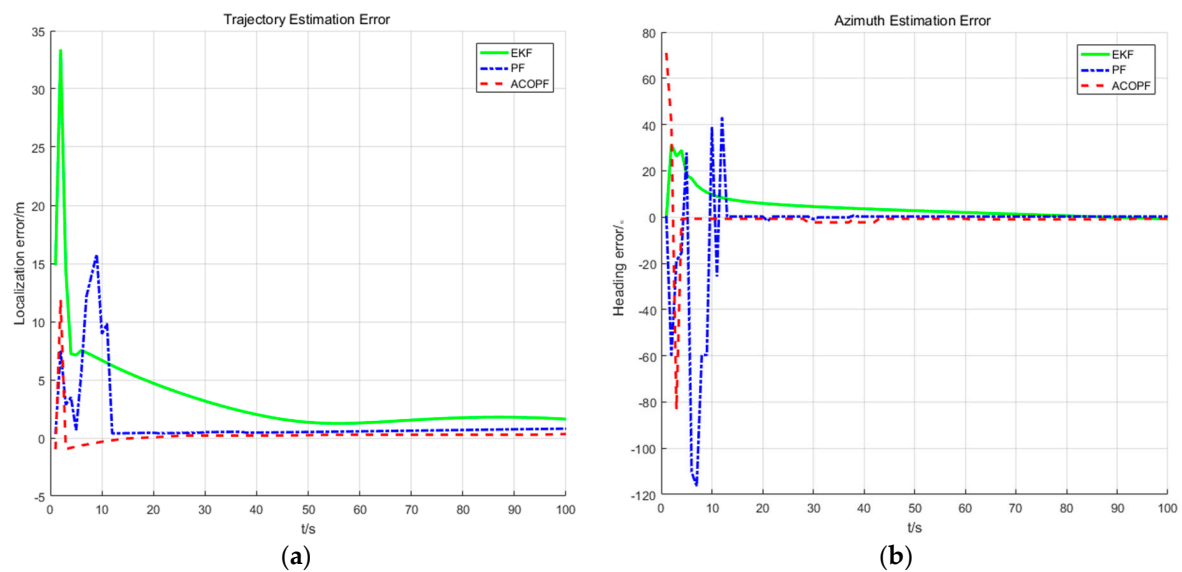 Trajectory Estimation Error
Localization error/m
35
30
25
20
15
10
5
0
-5
EKF
PF
ACOPF
0 10 20 30 40 50 60 70 80 90 100
t/s
(a)
Azimuth Estimation Error
Heading error/。
80
60
40
20
0
-20
-40
-60
-80
-100
-120
EKF
PF
ACOPF
0 10 20 30 40 50 60 70 80 90 100
t/s
(b)